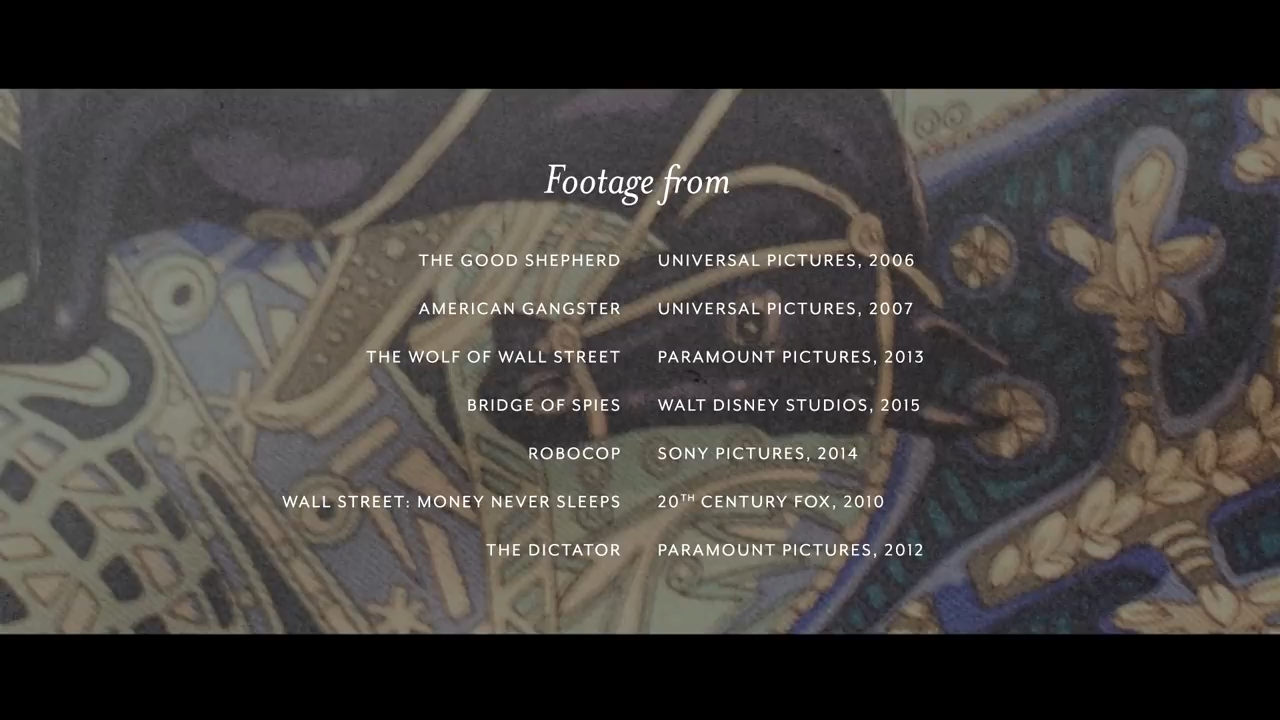 Footage from
THE GOOD SHEPHERD UNIVERSAL PICTURES, 2006
AMERICAN GANGSTER UNIVERSAL PICTURES, 2007
THE WOLF OF WALL STREET PARAMOUNT PICTURES, 2013
BRIDGE OF SPIES WALT DISNEY STUDIOS, 2015
ROBOCOP SONY PICTURES, 2014
WALL STREET: MONEY NEVER SLEEPS 20TH CENTURY FOX, 2010
THE DICTATOR PARAMOUNT PICTURES, 2012